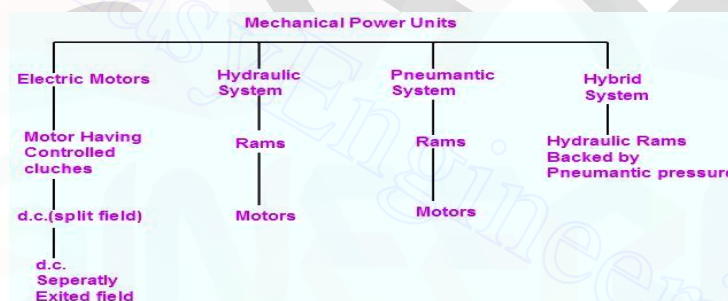 Mechanical Power Units
Electric Motors
Hydraulic
System
Pneumantic
System
Hybrid
System
Motor Having
Controlled
cluches
Rams
Rams
Hydraulic Rams
Backed by
Pneumantic pressure
d.c.(split field)
Motors
Motors
d.c.
Seperatly
Exited field